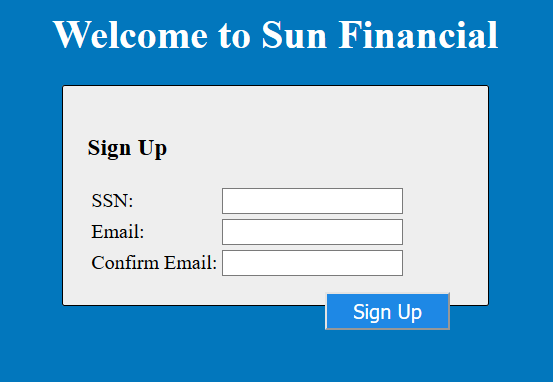 Welcome to Sun Financial
Sign Up
SSN:
Email:
Confirm Email:
Sign Up